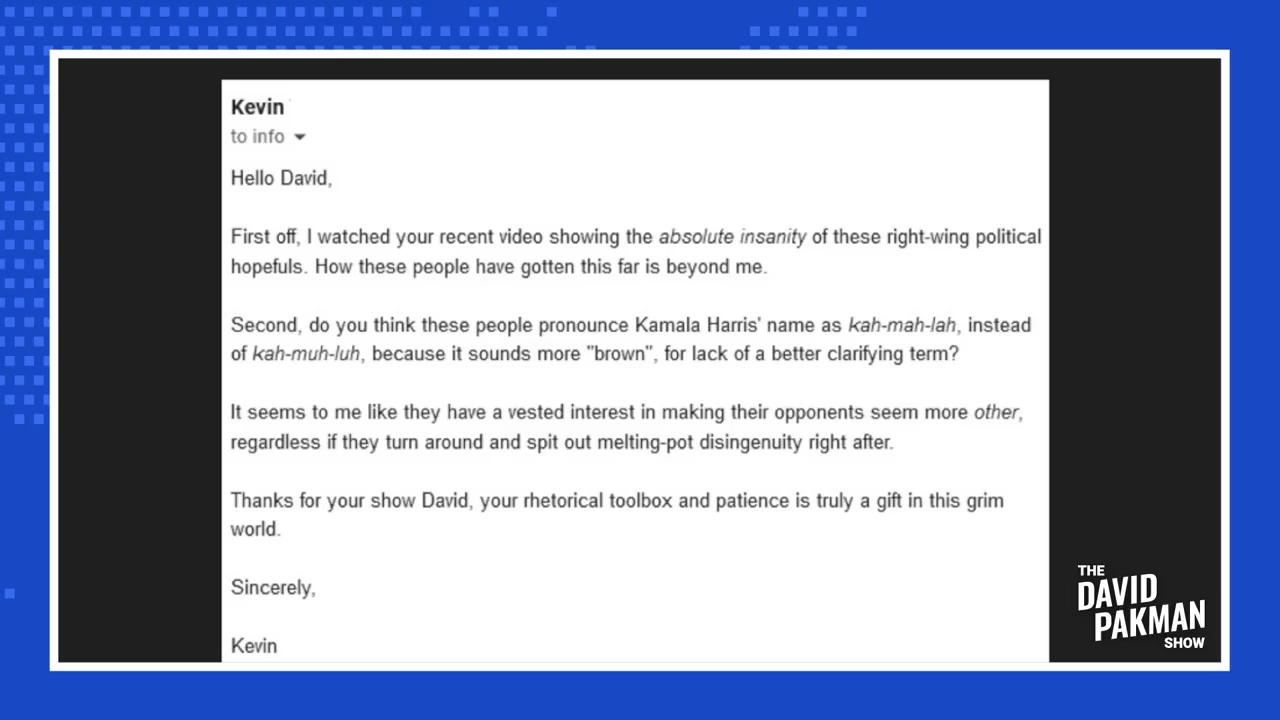 Kevin
to info
Hello David,
First off, I watched your recent video showing the absolute insanity of these right-wing political
hopefuls. How these people have gotten this far is beyond me.
Second, do you think these people pronounce Kamala Harris' name as kah-mah-lah, instead
of kah-muh-luh, because it sounds more "brown", for lack of a better clarifying term?
It seems to me like they have a vested interest in making their opponents seem more other,
regardless if they turn around and spit out melting-pot disingenuity right after.
Thanks for your show David, your rhetorical toolbox and patience is truly a gift in this grim
world.
Sincerely,
Kevin
THE
DAVID
PAKMAN
SHOW